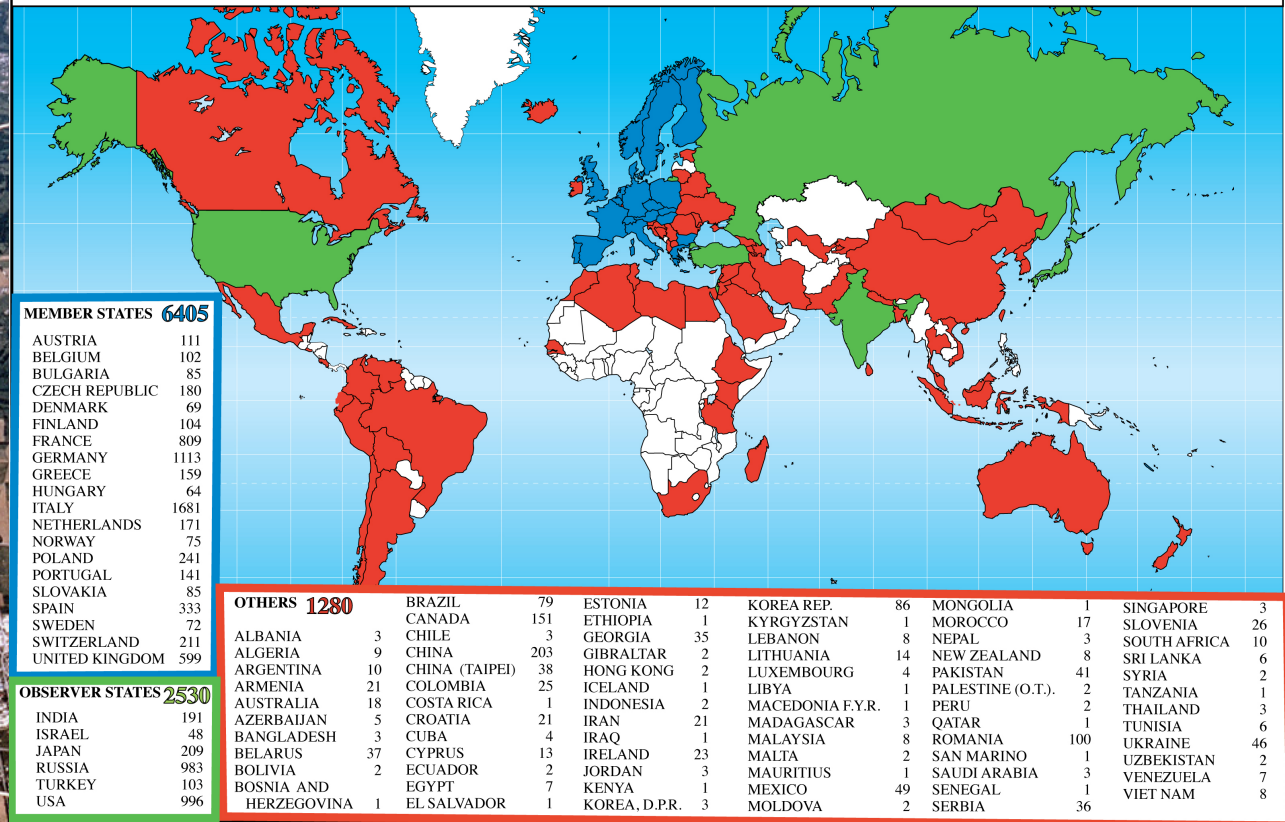 MEMBER STATES 6405
AUSTRIA 111
BELGIUM 102
BULGARIA 85
CZECH REPUBLIC 180
DENMARK 69
FINLAND 104
FRANCE 809
GERMANY 1113
GREECE 159
HUNGARY 64
ITALY 1681
NETHERLANDS 171
NORWAY 75
POLAND 241
PORTUGAL 141
SLOVAKIA 85
SPAIN 333
SWEDEN 72
SWITZERLAND 211
UNITED KINGDOM 599
OBSERVER STATES 2530
INDIA 191
ISRAEL 48
JAPAN 209
RUSSIA 983
TURKEY 103
USA 996
OTHERS 1280
ALBANIA 3
ALGERIA 9
ARGENTINA 10
ARMENIA 21
AUSTRALIA 18
AZERBAIJAN 5
BANGLADESH 3
BELARUS 37
BOLIVIA 2
BOSNIA AND
HERZEGOVINA 1
BRAZIL 79
CANADA 151
CHILE 3
CHINA 203
CHINA (TAIPEI) 38
COLOMBIA 25
COSTA RICA 1
CROATIA 21
CUBA 4
CYPRUS 13
ECUADOR 2
EGYPT 7
EL SALVADOR 1
ESTONIA 12
ETHIOPIA 1
GEORGIA 35
GIBRALTAR 2
HONG KONG 2
ICELAND 1
INDONESIA 2
IRAN 21
IRAQ 1
IRELAND 23
JORDAN 3
KENYA 1
KOREA, D.P.R. 3
KOREA REP. 86
KYRGYZSTAN 1
LEBANON 8
LITHUANIA 14
LUXEMBOURG 4
LIBYA 1
MACEDONIA F.Y.R. 1
MADAGASCAR 3
MALAYSIA 8
MALTA 2
MAURITIUS 1
MEXICO 49
MOLDOVA 2
MONGOLIA 1
MOROCCO 17
NEPAL 3
NEW ZEALAND 8
PAKISTAN 41
PALESTINE (O.T.). 2
PERU 2
QATAR 1
ROMANIA 100
SAN MARINO 1
SAUDI ARABIA 3
SENEGAL 1
SERBIA 36
SINGAPORE 3
SLOVENIA 26
SOUTH AFRICA 10
SRI LANKA 6
SYRIA 2
TANZANIA 1
THAILAND 3
TUNISIA 6
UKRAINE 46
UZBEKISTAN 2
VENEZUELA 7
VIET NAM 8